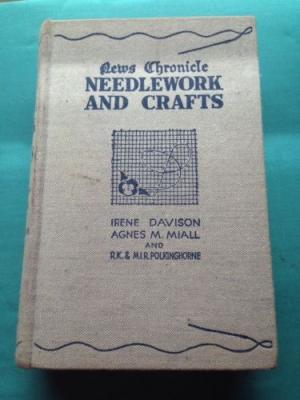 News Chronicle
NEEDLEWORK
AND CRAFTS
IRENE DAVISON
AGNES M. MIALL
AND
R.K. & M.I.R. POLKINGHORNE